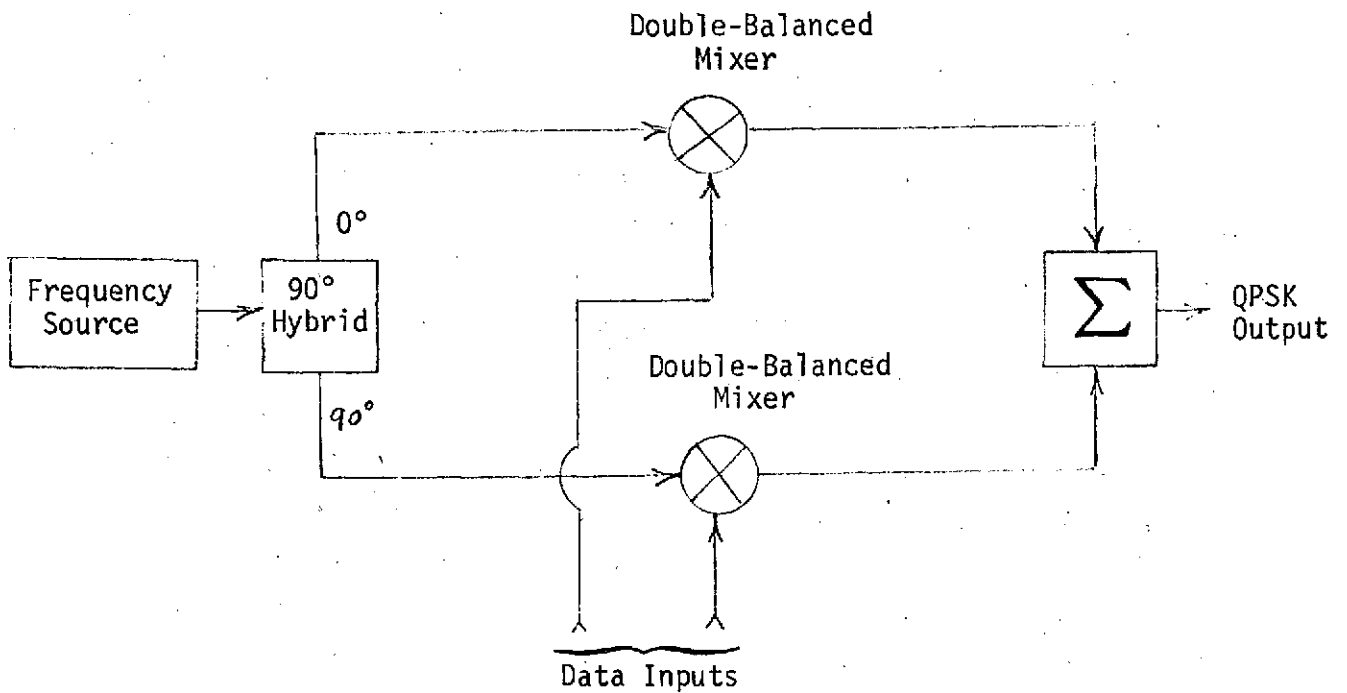 Double-Balanced
Mixer
0°
Frequency
Source
90°
Hybrid
Σ
QPSK
Output
Double-Balanced
Mixer
90°
Data Inputs